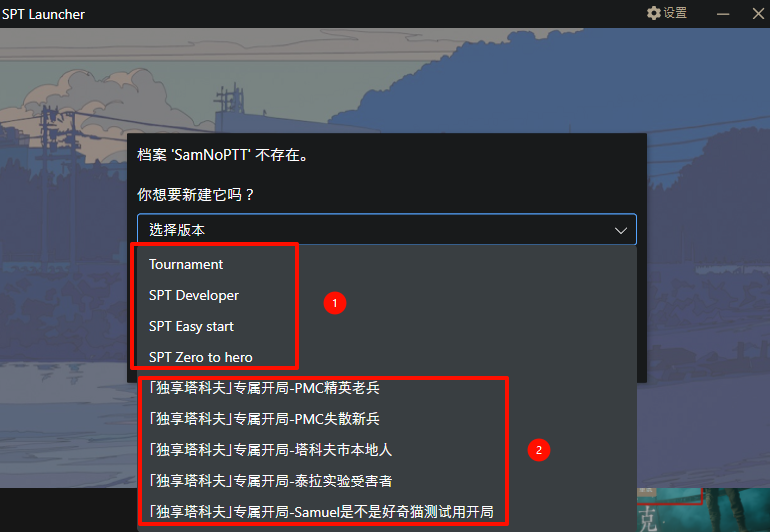 SPT Launcher
设置
档案 'SamNoPTT' 不存在。
你想要新建它吗？
选择版本
Tournament
SPT Developer
SPT Easy start
SPT Zero to hero
1
「独享塔科夫」专属开局-PMC精英老兵
「独享塔科夫」专属开局-PMC失散新兵
「独享塔科夫」专属开局-塔科夫市本地人
「独享塔科夫」专属开局-泰拉实验受害者
「独享塔科夫」专属开局-Samuel是不是好奇猫测试用开局
2
克